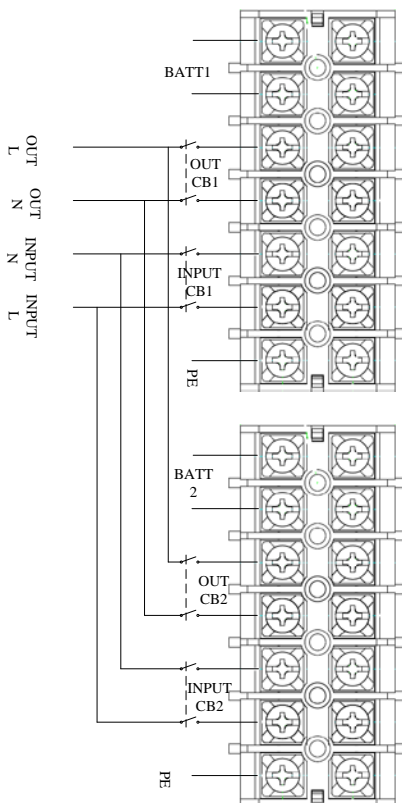 BATT1
OUT
L
OUT
CB1
OUT
N
INPUT
N
INPUT
CB1
INPUT
L
PE
BATT
2
OUT
CB2
INPUT
CB2
PE